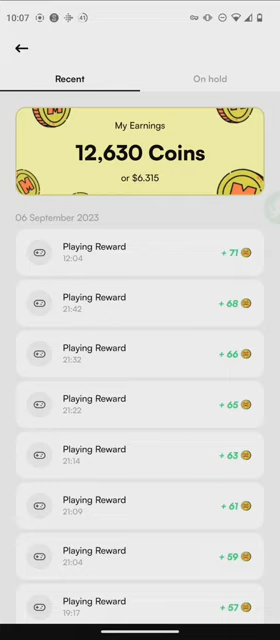 10:07
Recent
On hold
My Earnings
12,630 Coins
or $6.315
06 September 2023
Playing Reward
12:04
+ 71
Playing Reward
21:42
+ 68
Playing Reward
21:32
+ 66
Playing Reward
21:22
+ 65
Playing Reward
21:14
+ 63
Playing Reward
21:09
+ 61
Playing Reward
21:04
+ 59
Playing Reward
19:17
+ 57